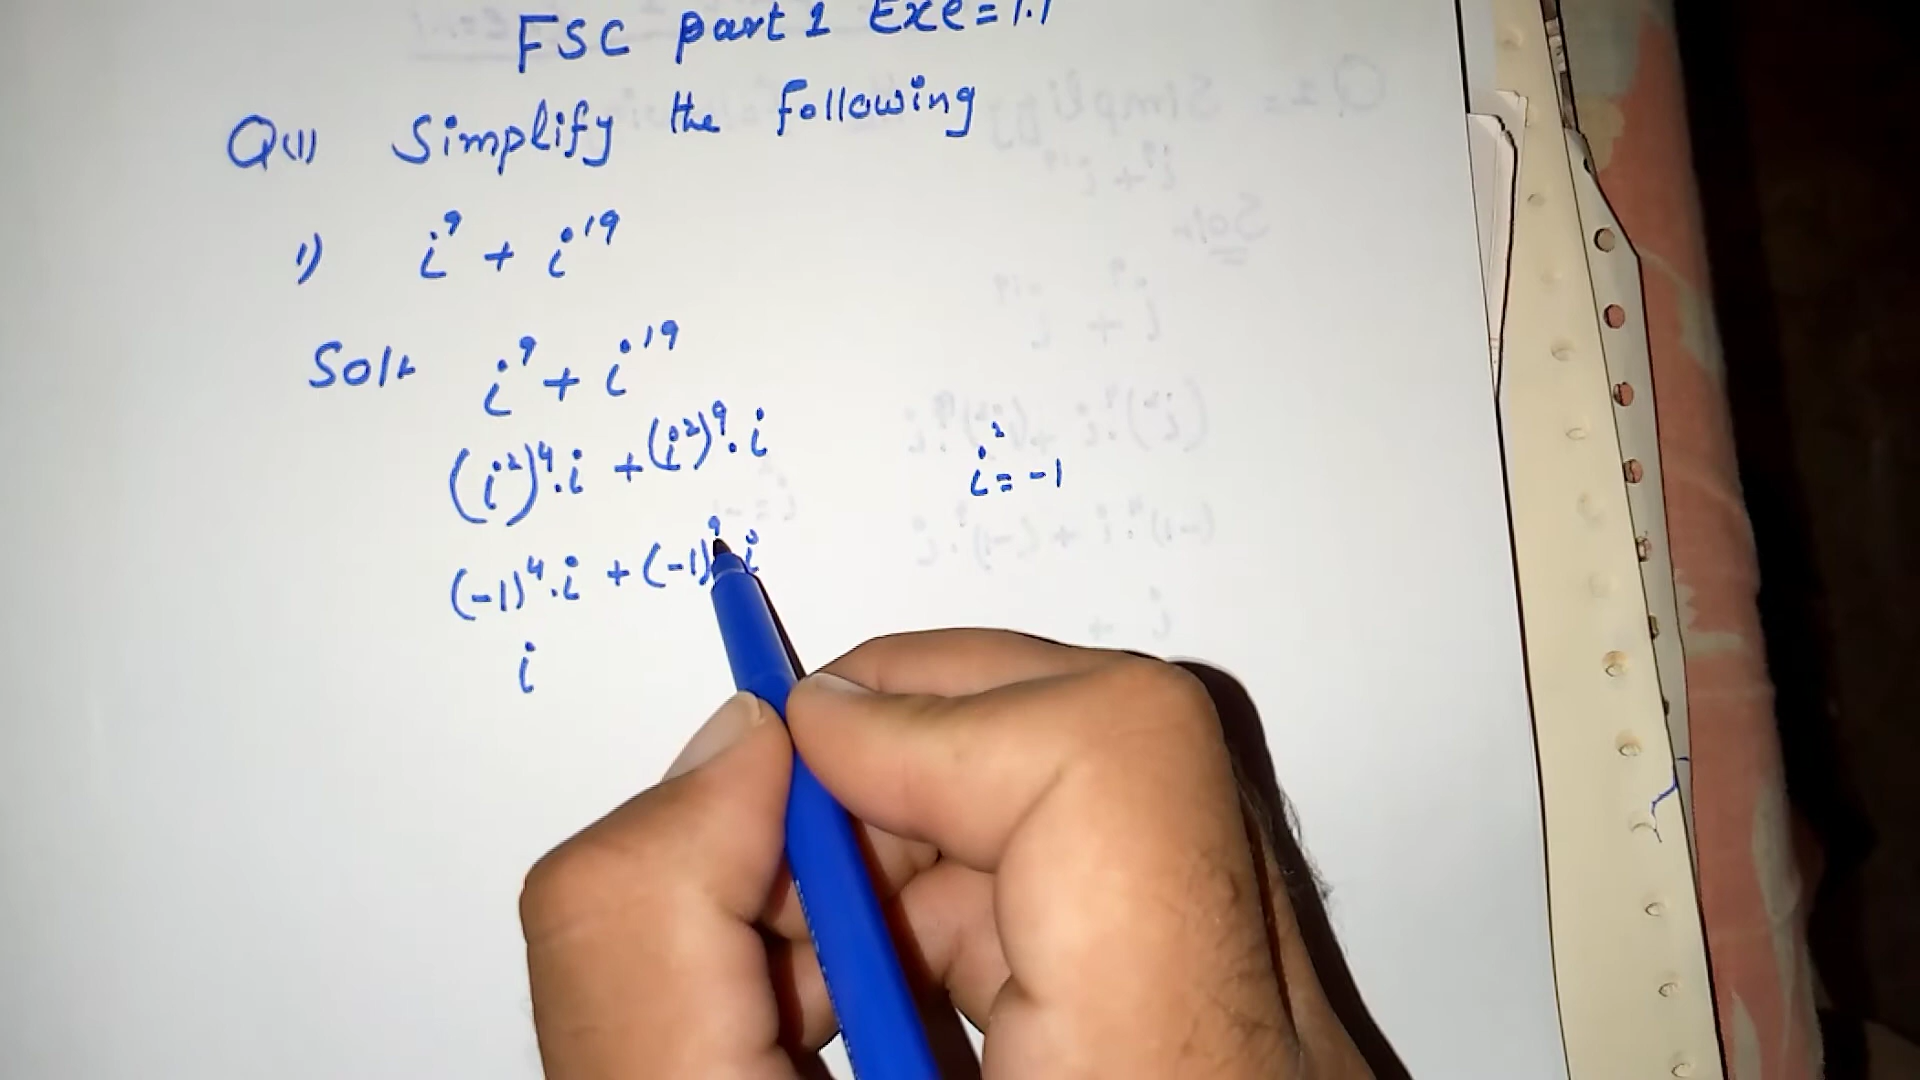 FSC part 1 Exe = 1.1
Q(1) Simplify the following
1) i⁹ + i¹⁹
Sol: i⁹ + i¹⁹
(i²)⁴.i + (i²)⁹.i
i² = -1
(-1)⁴.i + (-1)⁹ i
i